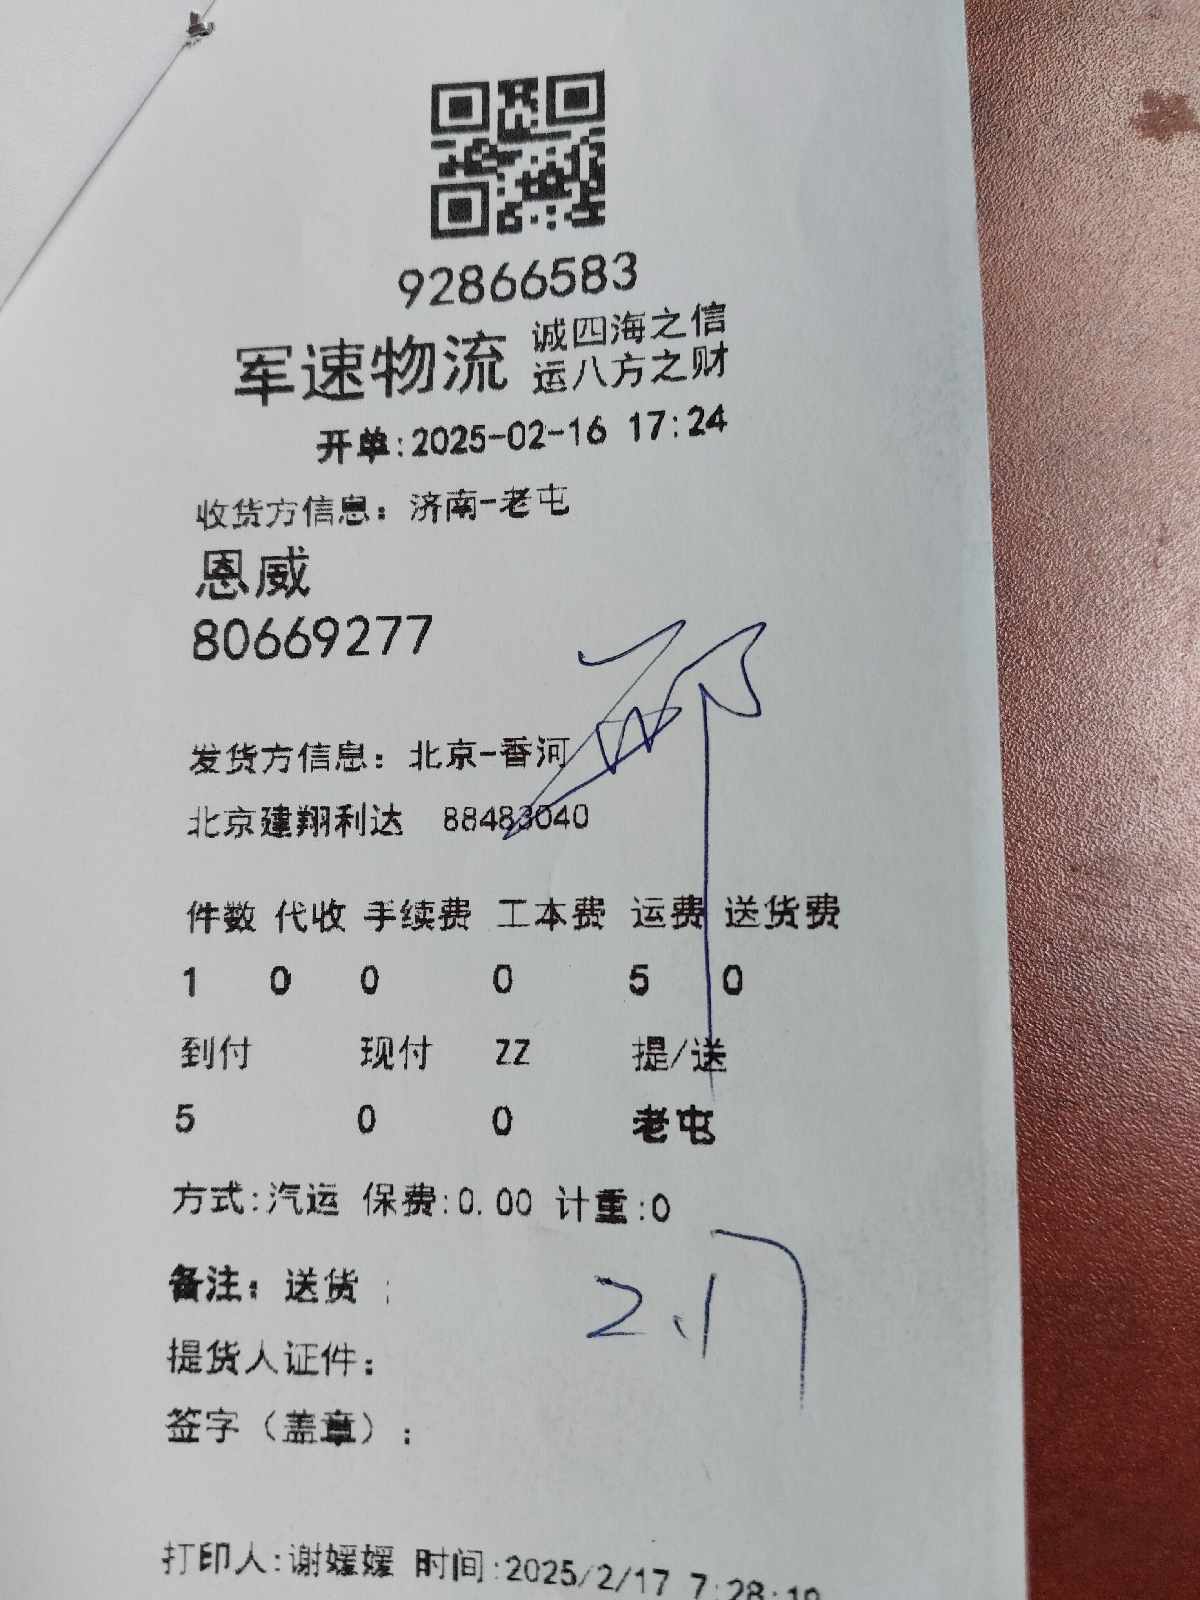 92866583
军速物流 诚四海之信
运八方之财
开单:2025-02-16 17:24
收货方信息：济南-老屯
恩威
80669277
发货方信息：北京-香河
北京建翔利达 88483040
件数 代收 手续费 工本费 运费 送货费
1 0 0 0 5 0
到付 现付 ZZ 提/送
5 0 0 老屯
方式:汽运 保费:0.00 计重:0
备注：送货 ;
2.17
提货人证件：
签字（盖章）：
打印人:谢媛媛 时间:2025/2/17 7:28:19